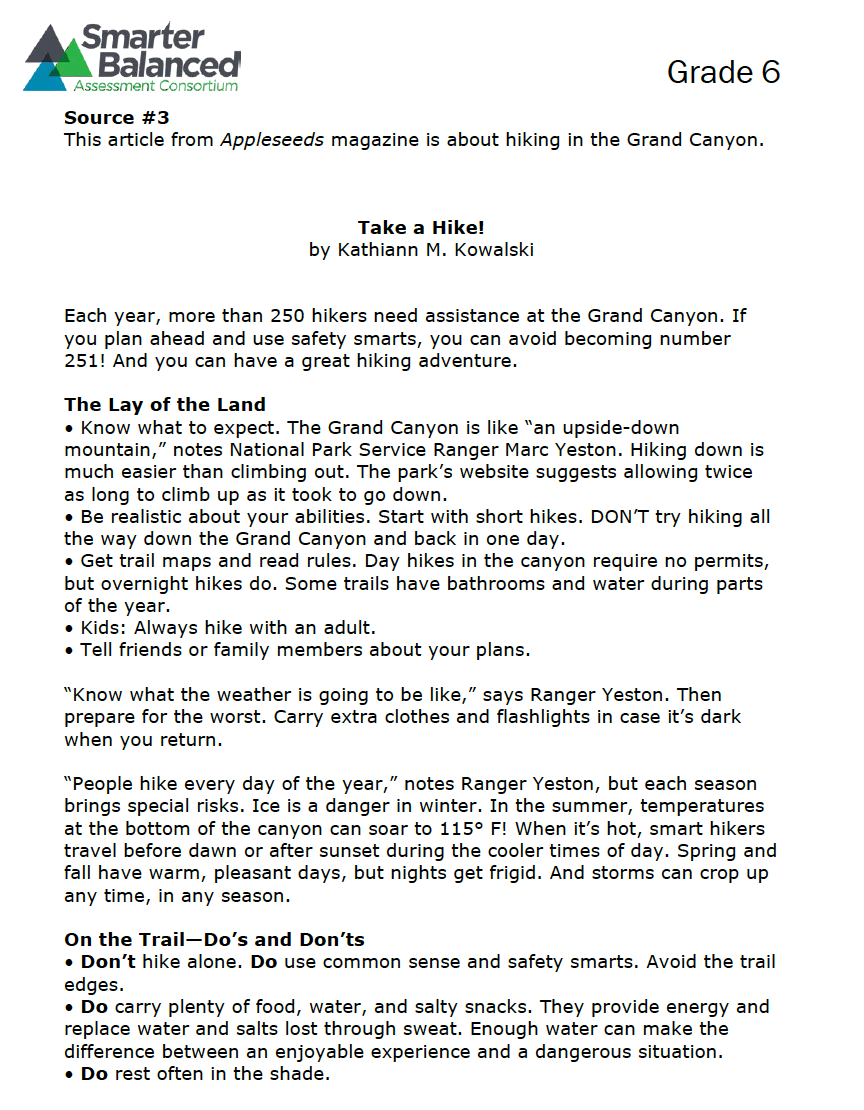 Smarter
Balanced
Assessment Consortium
Grade 6
Source #3
This article from Appleseeds magazine is about hiking in the Grand Canyon.
Take a Hike!
by Kathiann M. Kowalski
Each year, more than 250 hikers need assistance at the Grand Canyon. If
you plan ahead and use safety smarts, you can avoid becoming number
251! And you can have a great hiking adventure.
The Lay of the Land
• Know what to expect. The Grand Canyon is like “an upside-down
mountain,” notes National Park Service Ranger Marc Yeston. Hiking down is
much easier than climbing out. The park’s website suggests allowing twice
as long to climb up as it took to go down.
• Be realistic about your abilities. Start with short hikes. DON’T try hiking all
the way down the Grand Canyon and back in one day.
• Get trail maps and read rules. Day hikes in the canyon require no permits,
but overnight hikes do. Some trails have bathrooms and water during parts
of the year.
• Kids: Always hike with an adult.
• Tell friends or family members about your plans.
“Know what the weather is going to be like,” says Ranger Yeston. Then
prepare for the worst. Carry extra clothes and flashlights in case it’s dark
when you return.
“People hike every day of the year,” notes Ranger Yeston, but each season
brings special risks. Ice is a danger in winter. In the summer, temperatures
at the bottom of the canyon can soar to 115° F! When it’s hot, smart hikers
travel before dawn or after sunset during the cooler times of day. Spring and
fall have warm, pleasant days, but nights get frigid. And storms can crop up
any time, in any season.
On the Trail—Do’s and Don’ts
• Don’t hike alone. Do use common sense and safety smarts. Avoid the trail
edges.
• Do carry plenty of food, water, and salty snacks. They provide energy and
replace water and salts lost through sweat. Enough water can make the
difference between an enjoyable experience and a dangerous situation.
• Do rest often in the shade.